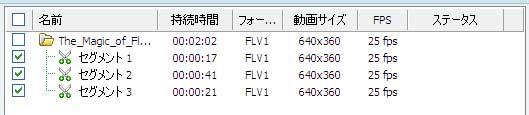 名前 持続時間 フォー... 動画サイズ FPS ステータス
The_Magic_of_Fl... 00:02:02 FLV1 640x360 25 fps
セグメント 1 00:00:17 FLV1 640x360 25 fps
セグメント 2 00:00:41 FLV1 640x360 25 fps
セグメント 3 00:00:21 FLV1 640x360 25 fps